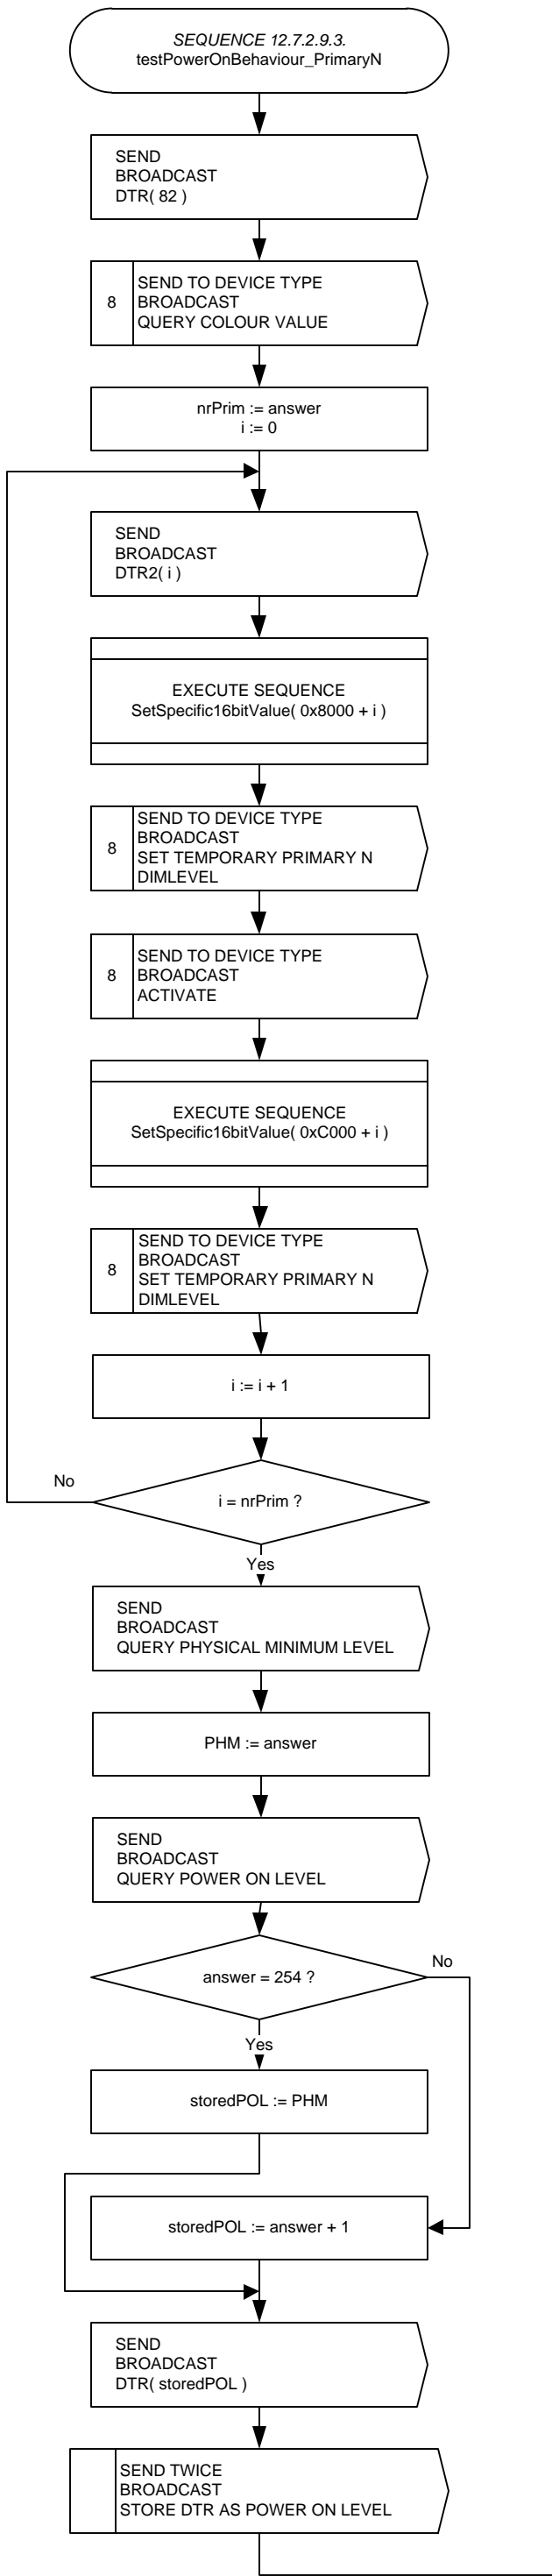 SEQUENCE 12.7.2.9.3.
testPowerOnBehaviour_PrimaryN
SEND
BROADCAST
DTR( 82 )
8
SEND TO DEVICE TYPE
BROADCAST
QUERY COLOUR VALUE
nrPrim := answer
i := 0
SEND
BROADCAST
DTR2( i )
EXECUTE SEQUENCE
SetSpecific16bitValue( 0x8000 + i )
8
SEND TO DEVICE TYPE
BROADCAST
SET TEMPORARY PRIMARY N
DIMLEVEL
8
SEND TO DEVICE TYPE
BROADCAST
ACTIVATE
EXECUTE SEQUENCE
SetSpecific16bitValue( 0xC000 + i )
8
SEND TO DEVICE TYPE
BROADCAST
SET TEMPORARY PRIMARY N
DIMLEVEL
i := i + 1
No
i = nrPrim ?
Yes
SEND
BROADCAST
QUERY PHYSICAL MINIMUM LEVEL
PHM := answer
SEND
BROADCAST
QUERY POWER ON LEVEL
No
answer = 254 ?
Yes
storedPOL := PHM
storedPOL := answer + 1
SEND
BROADCAST
DTR( storedPOL )
SEND TWICE
BROADCAST
STORE DTR AS POWER ON LEVEL